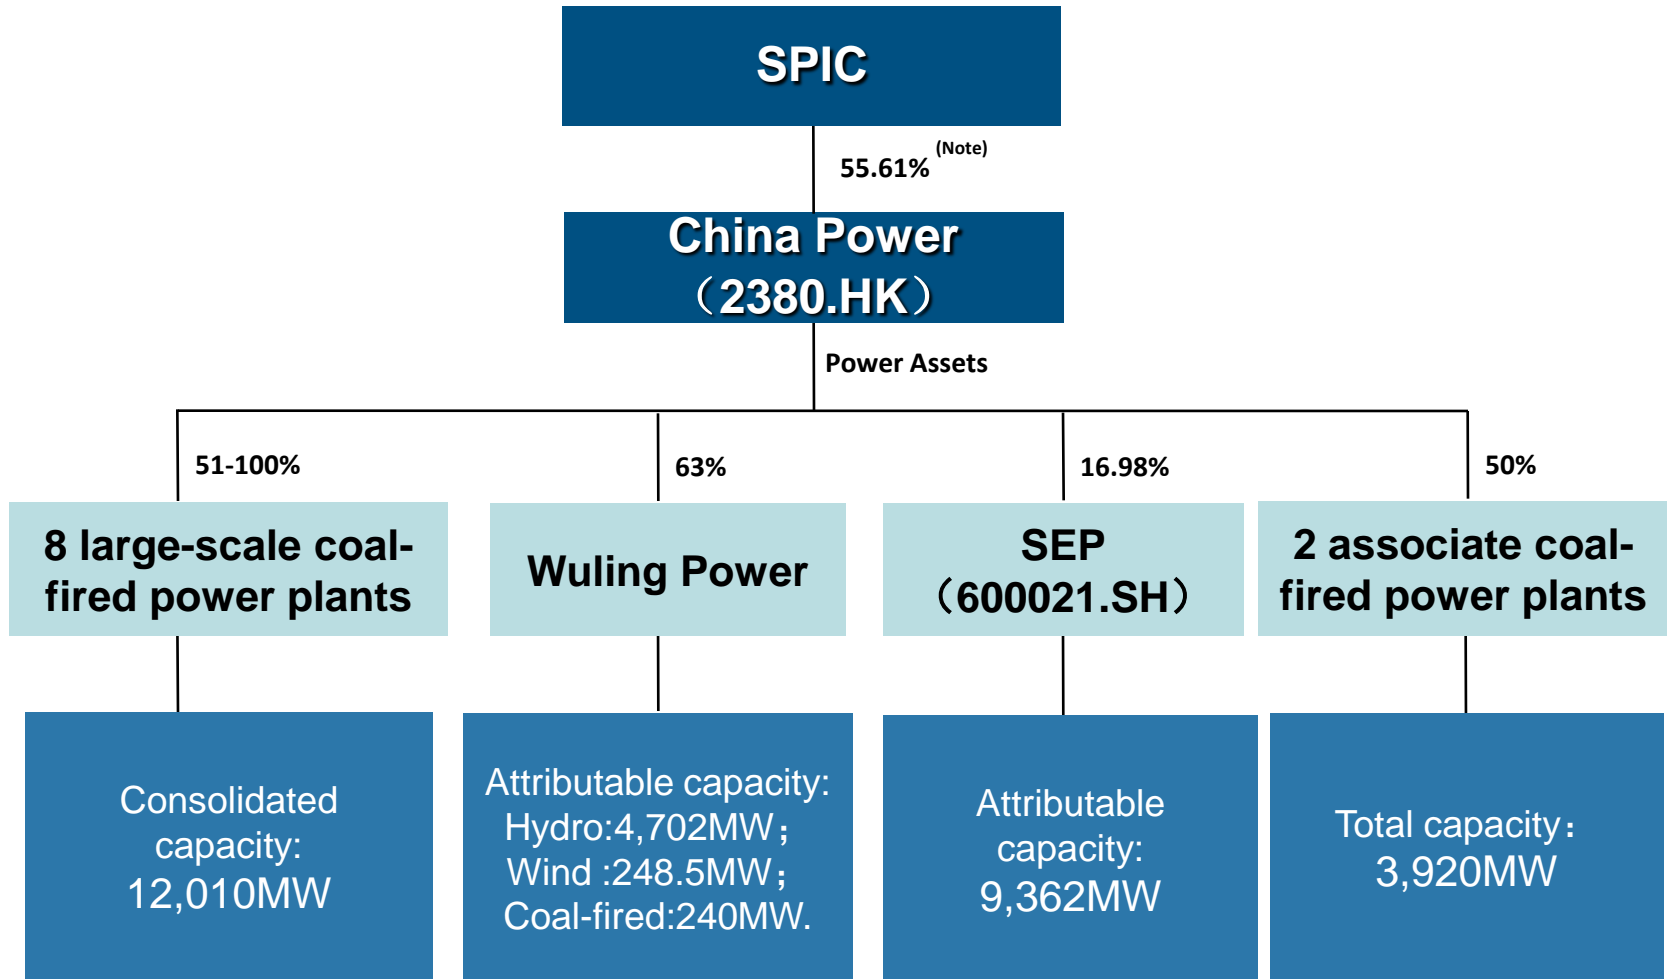 SPIC
55.61% (Note)
China Power
（2380.HK）
Power Assets
51-100%
63%
16.98%
50%
8 large-scale coal-
fired power plants
Wuling Power
SEP
（600021.SH）
2 associate coal-
fired power plants
Consolidated
capacity:
12,010MW
Attributable capacity:
Hydro:4,702MW；
Wind :248.5MW；
Coal-fired:240MW.
Attributable
capacity:
9,362MW
Total capacity：
3,920MW